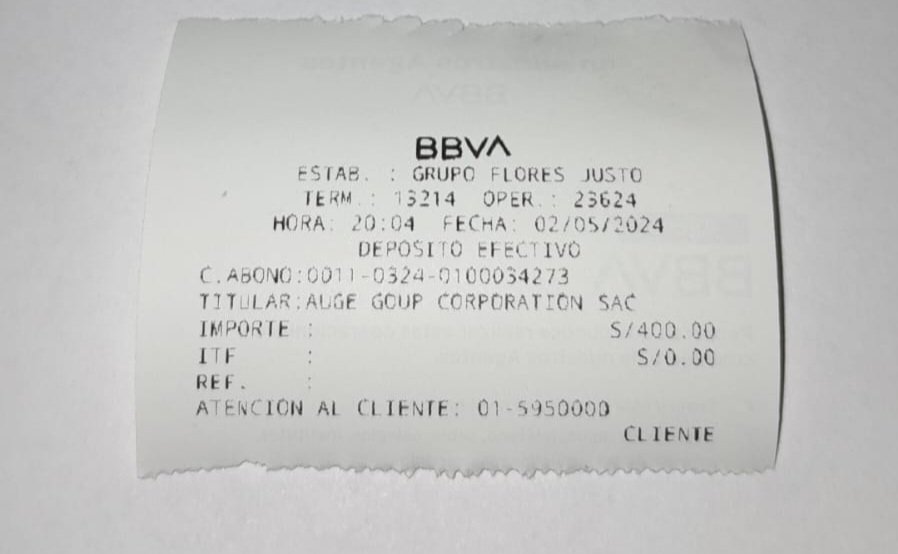 BBVA
ESTAB. : GRUPO FLORES JUSTO
TERM.: 13214 OPER.: 23624
HORA: 20:04 FECHA: 02/05/2024
DEPOSITO EFECTIVO
C.ABONO:0011-0324-0100034273
TITULAR:AUGE GOUP CORPORATION SAC
IMPORTE : S/400.00
ITF : S/0.00
REF. :
ATENCION AL CLIENTE: 01-5950000
CLIENTE